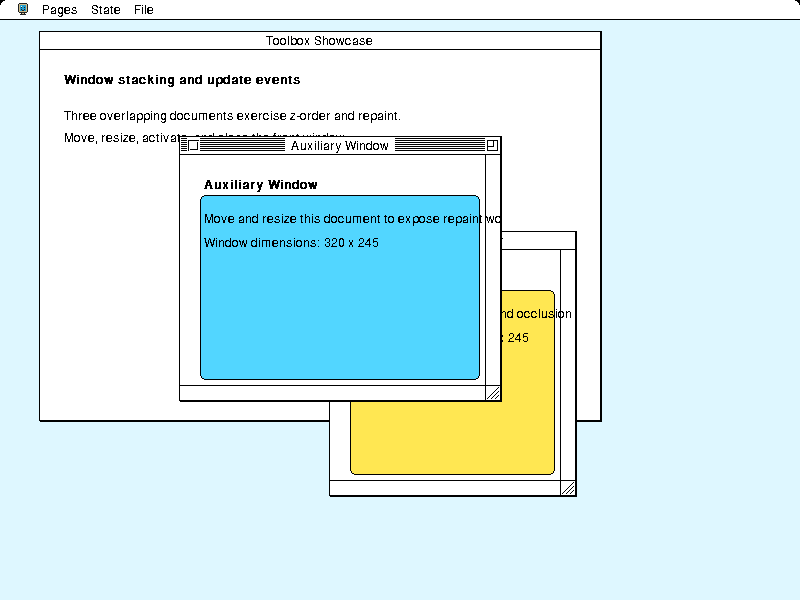 Pages State File
Toolbox Showcase
Window stacking and update events
Three overlapping documents exercise z-order and repaint.
Move, resize, activate, and close the front window.
Auxiliary Window
Auxiliary Window
Move and resize this document to expose repaint wo
Window dimensions: 320 x 245
nd occlusion
x 245